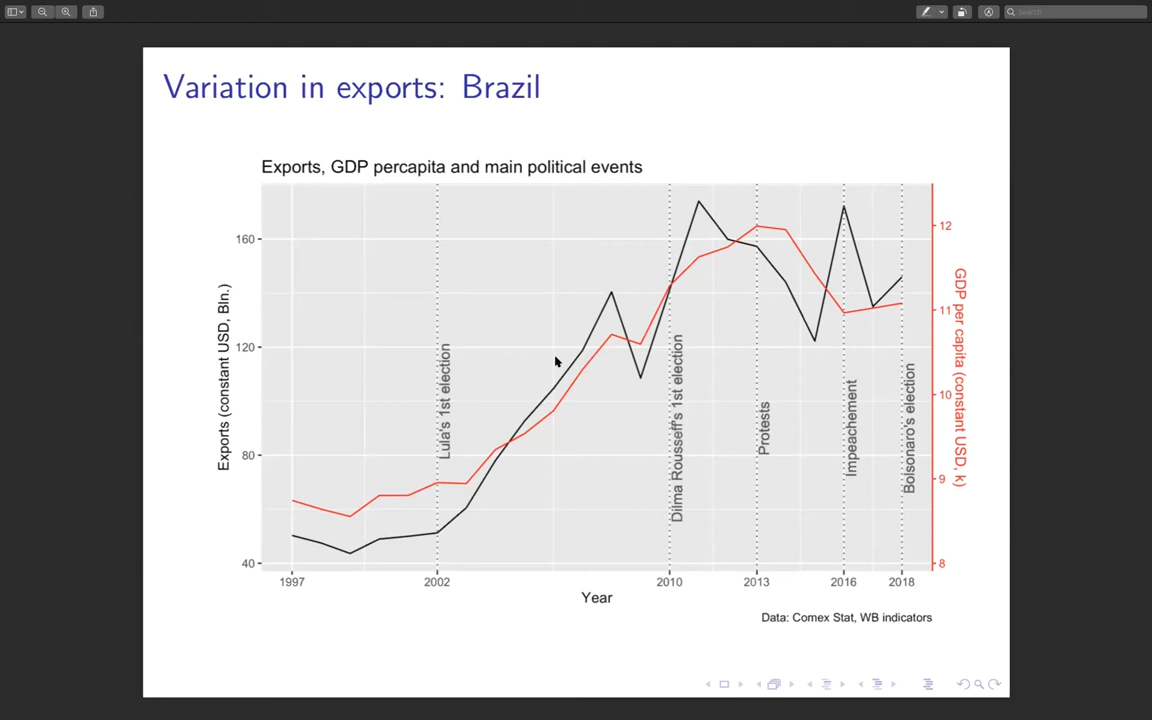 Search
Variation in exports: Brazil
Exports, GDP percapita and main political events
160
120
80
40
Exports (constant USD, Bln.)
Lula's 1st election
Dilma Rousseff's 1st election
Protests
Impeachement
Bolsonaro's election
12
11
10
9
8
GDP per capita (constant USD, k)
1997 2002 2010 2013 2016 2018
Year
Data: Comex Stat, WB indicators